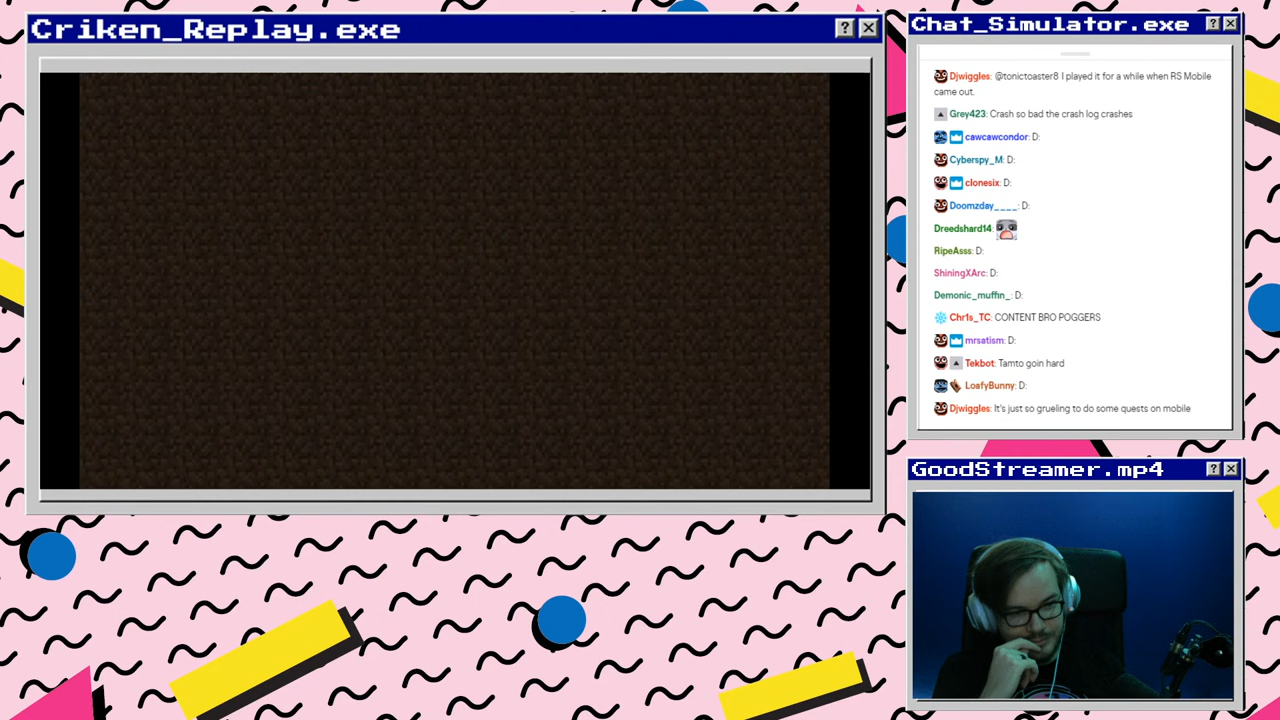 Criken_Replay.exe
Chat_Simulator.exe
Djwiggles: @tonictoaster8 I played it for a while when RS Mobile
came out.
Grey423: Crash so bad the crash log crashes
cawcawcondor: D:
Cyberspy_M: D:
clonesix: D:
Doomzday____: D:
Dreedshard14:
RipeAsss: D:
ShiningXArc: D:
Demonic_muffin_: D:
Chr1s_TC: CONTENT BRO POGGERS
mrsatism: D:
Tekbot: Tamto goin hard
LoafyBunny: D:
Djwiggles: It's just so grueling to do some quests on mobile
GoodStreamer.mp4